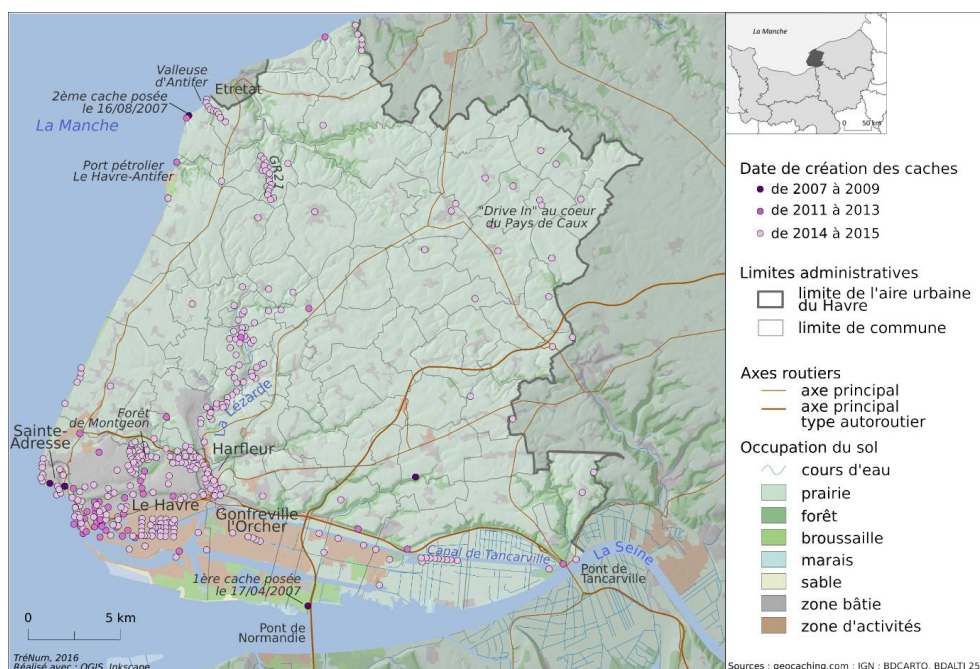 Valleuse
d'Antifer
Etretat
2ème cache posée
le 16/08/2007
La Manche
Port pétrolier
Le Havre-Antifer
GR21
"Drive In" au coeur
du Pays de Caux
La Lézarde
Forêt
de Montgeon
Sainte-
Adresse
Harfleur
Le Havre
Gonfreville
l'Orcher
Canal de Tancarville
La Seine
Pont de
Tancarville
1ère cache posée
le 17/04/2007
Pont de
Normandie
0 5 km
TréNum, 2016
Réalisé avec : QGIS, Inkscape
La Manche
0 50 km
Date de création des caches
de 2007 à 2009
de 2011 à 2013
de 2014 à 2015
Limites administratives
limite de l'aire urbaine
du Havre
limite de commune
Axes routiers
axe principal
axe principal
type autoroutier
Occupation du sol
cours d'eau
prairie
forêt
broussaille
marais
sable
zone bâtie
zone d'activités
Sources : geocaching.com ; IGN : BDCARTO, BDALTI